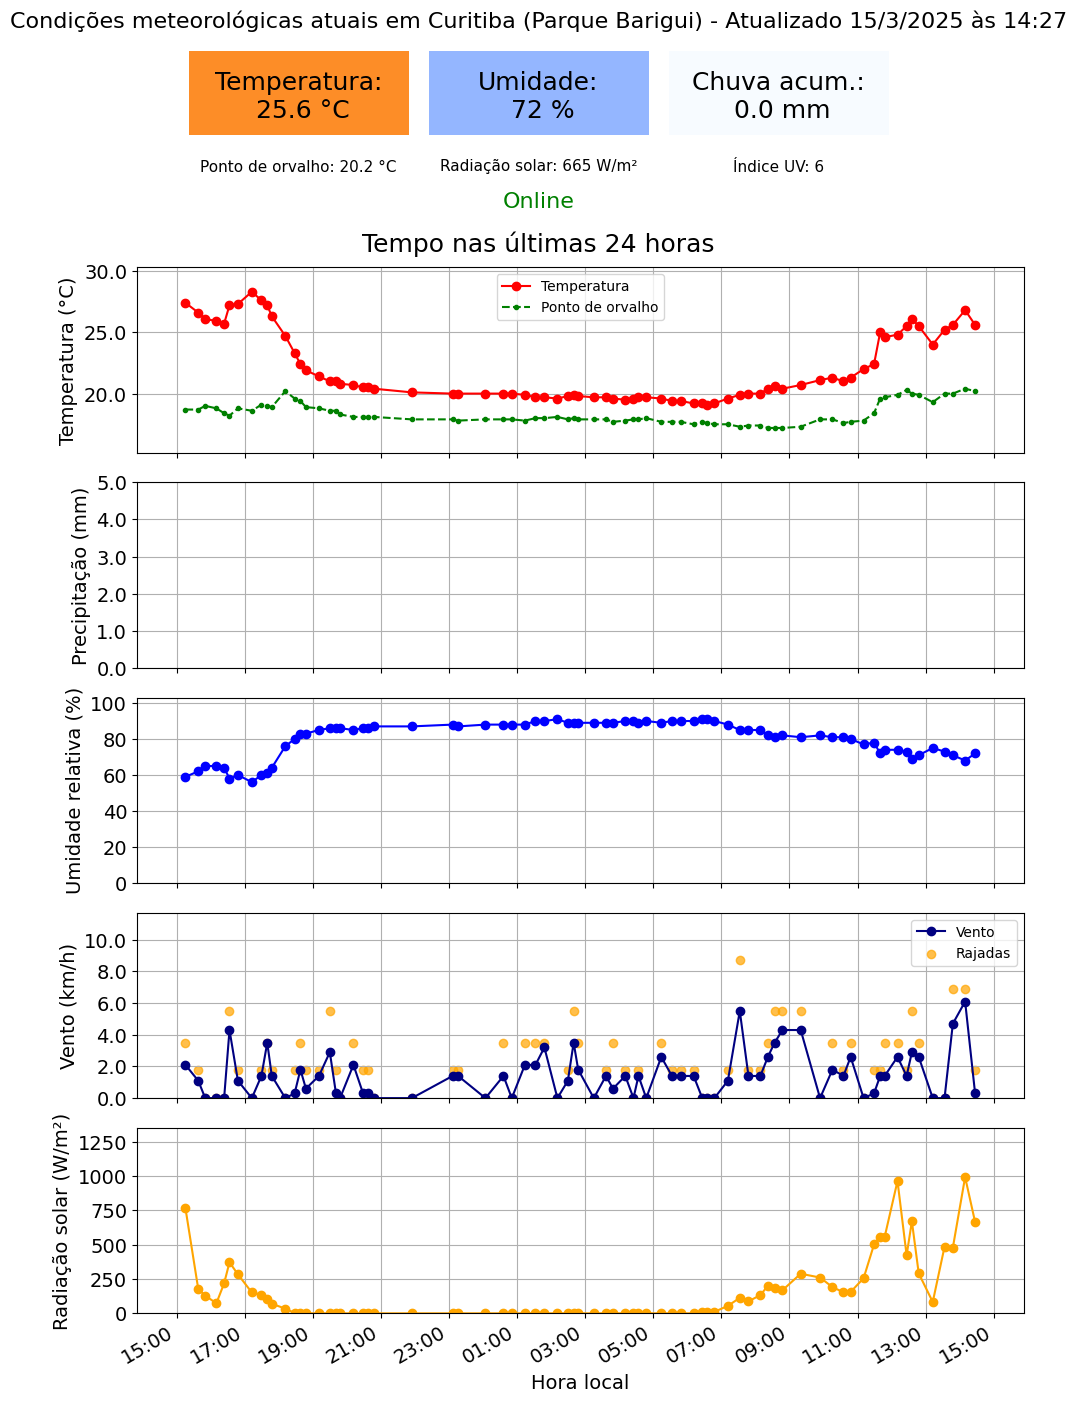 Condições meteorológicas atuais em Curitiba (Parque Barigui) - Atualizado 15/3/2025 às 14:27
Temperatura:
25.6 °C
Umidade:
72 %
Chuva acum.:
0.0 mm
Ponto de orvalho: 20.2 °C
Radiação solar: 665 W/m²
Índice UV: 6
Online
Tempo nas últimas 24 horas
Temperatura (°C)
30.0
25.0
20.0
Temperatura
Ponto de orvalho
Precipitação (mm)
5.0
4.0
3.0
2.0
1.0
0.0
Umidade relativa (%)
100
80
60
40
20
0
Vento (km/h)
10.0
8.0
6.0
4.0
2.0
0.0
Vento
Rajadas
Radiação solar (W/m²)
1250
1000
750
500
250
0
15:00
17:00
19:00
21:00
23:00
01:00
03:00
05:00
07:00
09:00
11:00
13:00
15:00
Hora local